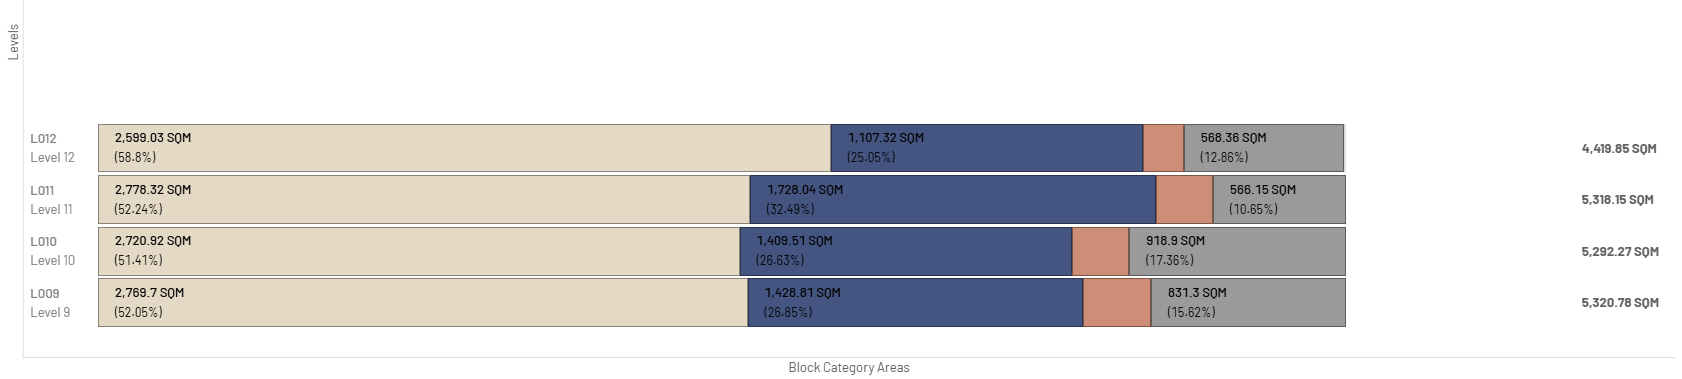 Levels
L012
Level 12
2,599.03 SQM
(58.8%)
1,107.32 SQM
(25.05%)
568.36 SQM
(12.86%)
4,419.85 SQM
L011
Level 11
2,778.32 SQM
(52.24%)
1,728.04 SQM
(32.49%)
566.15 SQM
(10.65%)
5,318.15 SQM
L010
Level 10
2,720.92 SQM
(51.41%)
1,409.51 SQM
(26.63%)
918.9 SQM
(17.36%)
5,292.27 SQM
L009
Level 9
2,769.7 SQM
(52.05%)
1,428.81 SQM
(26.85%)
831.3 SQM
(15.62%)
5,320.78 SQM
Block Category Areas